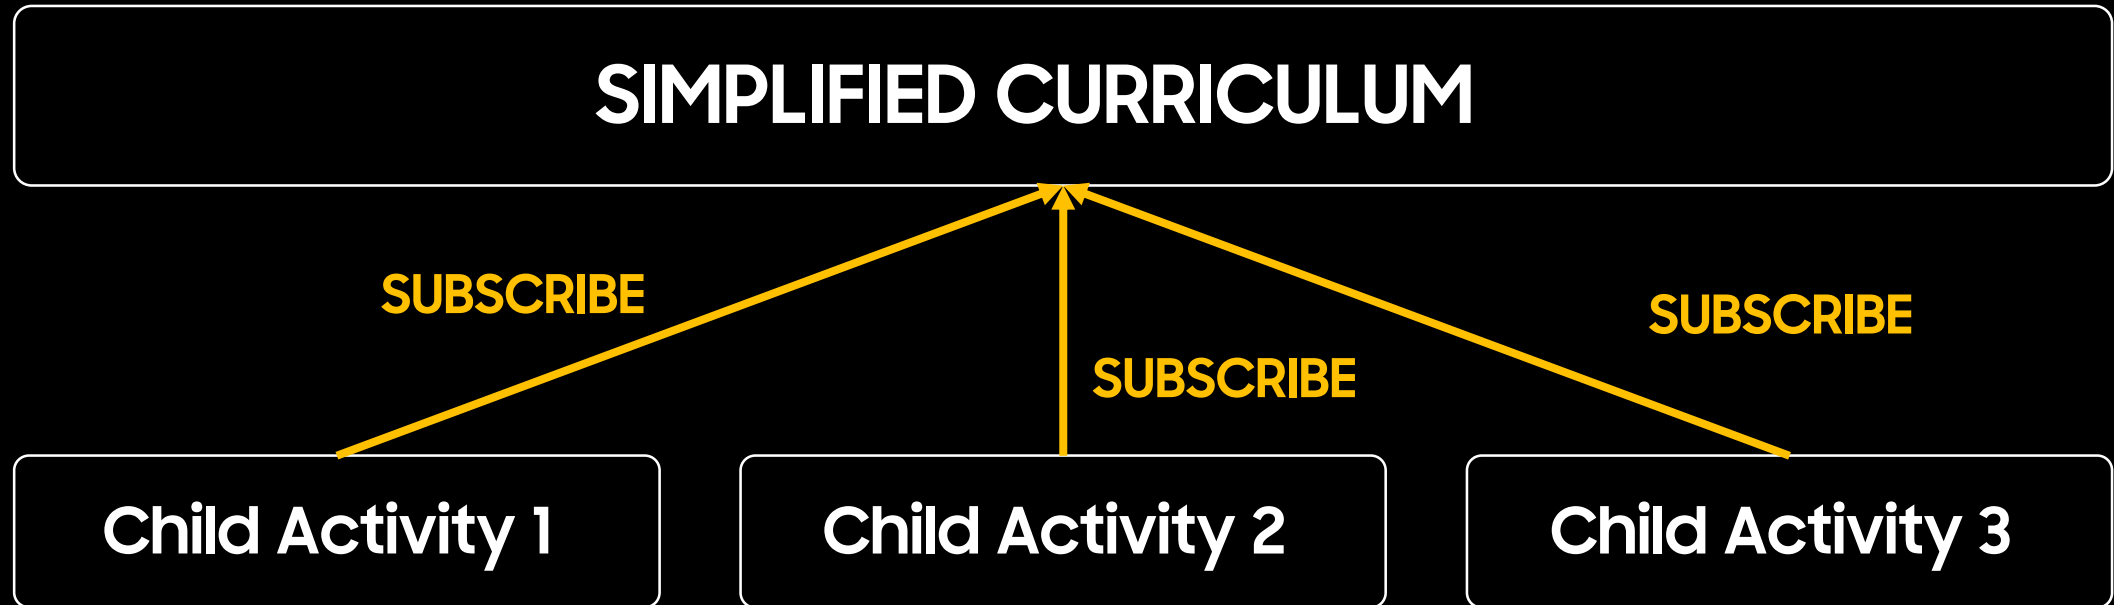 SIMPLIFIED CURRICULUM
SUBSCRIBE
SUBSCRIBE
SUBSCRIBE
Child Activity 1
Child Activity 2
Child Activity 3